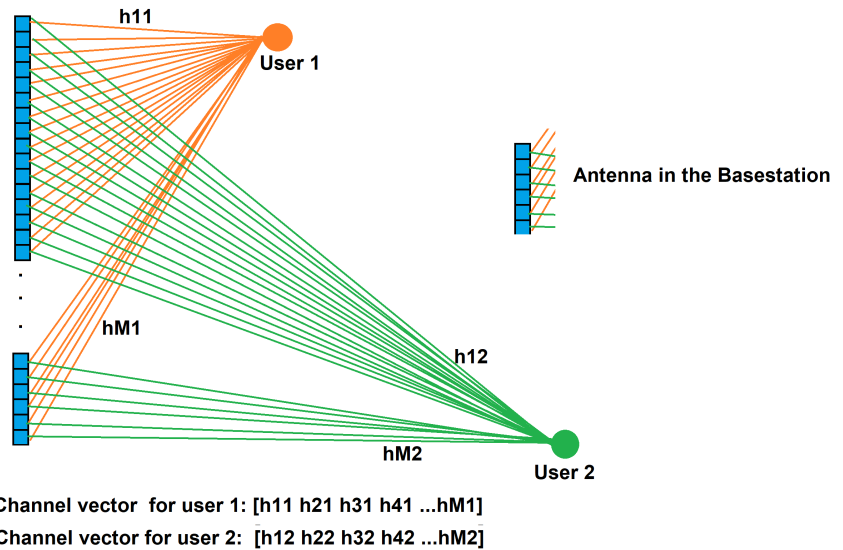 h11
User 1
Antenna in the Basestation
.
.
.
hM1
h12
hM2
User 2
Channel vector for user 1: [h11 h21 h31 h41 ...hM1]
Channel vector for user 2: [h12 h22 h32 h42 ...hM2]